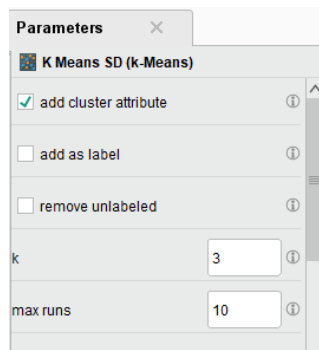 Parameters ×
K Means SD (k-Means)
add cluster attribute
add as label
remove unlabeled
k 3
max runs 10